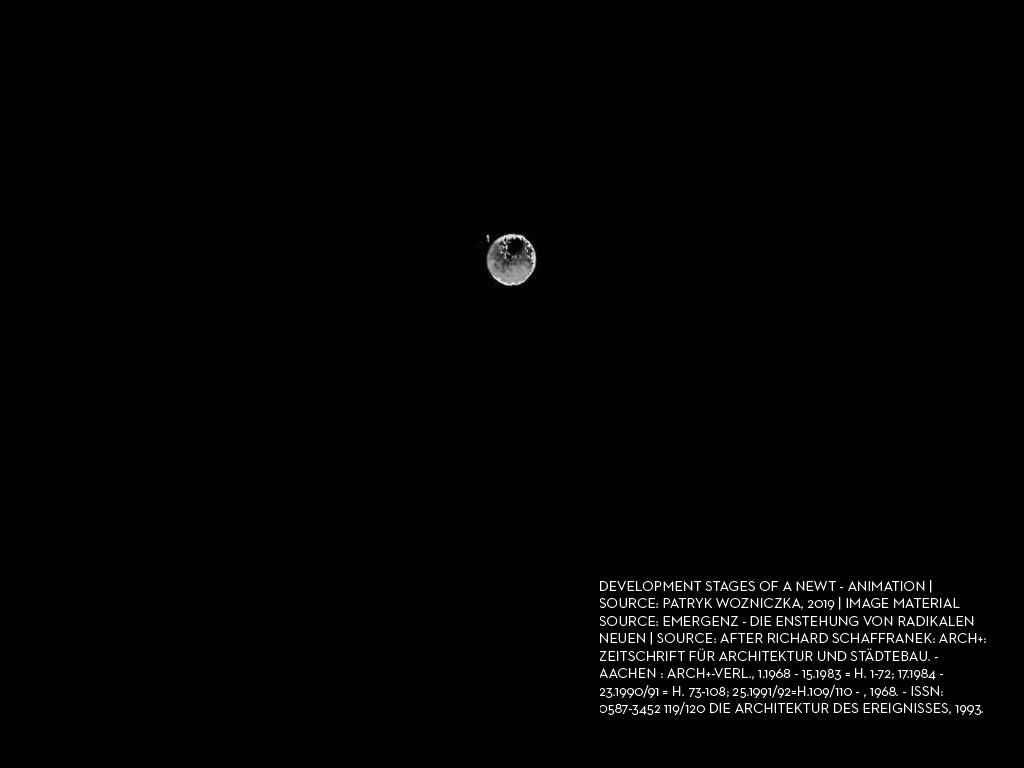 1
DEVELOPMENT STAGES OF A NEWT - ANIMATION |
SOURCE: PATRYK WOZNICZKA, 2019 | IMAGE MATERIAL
SOURCE: EMERGENZ - DIE ENSTEHUNG VON RADIKALEN
NEUEN | SOURCE: AFTER RICHARD SCHAFFRANEK: ARCH+:
ZEITSCHRIFT FÜR ARCHITEKTUR UND STÄDTEBAU. -
AACHEN : ARCH+-VERL., 1.1968 - 15.1983 = H. 1-72; 17.1984 -
23.1990/91 = H. 73-108; 25.1991/92=H.109/110 - , 1968. - ISSN:
0587-3452 119/120 DIE ARCHITEKTUR DES EREIGNISSES, 1993.